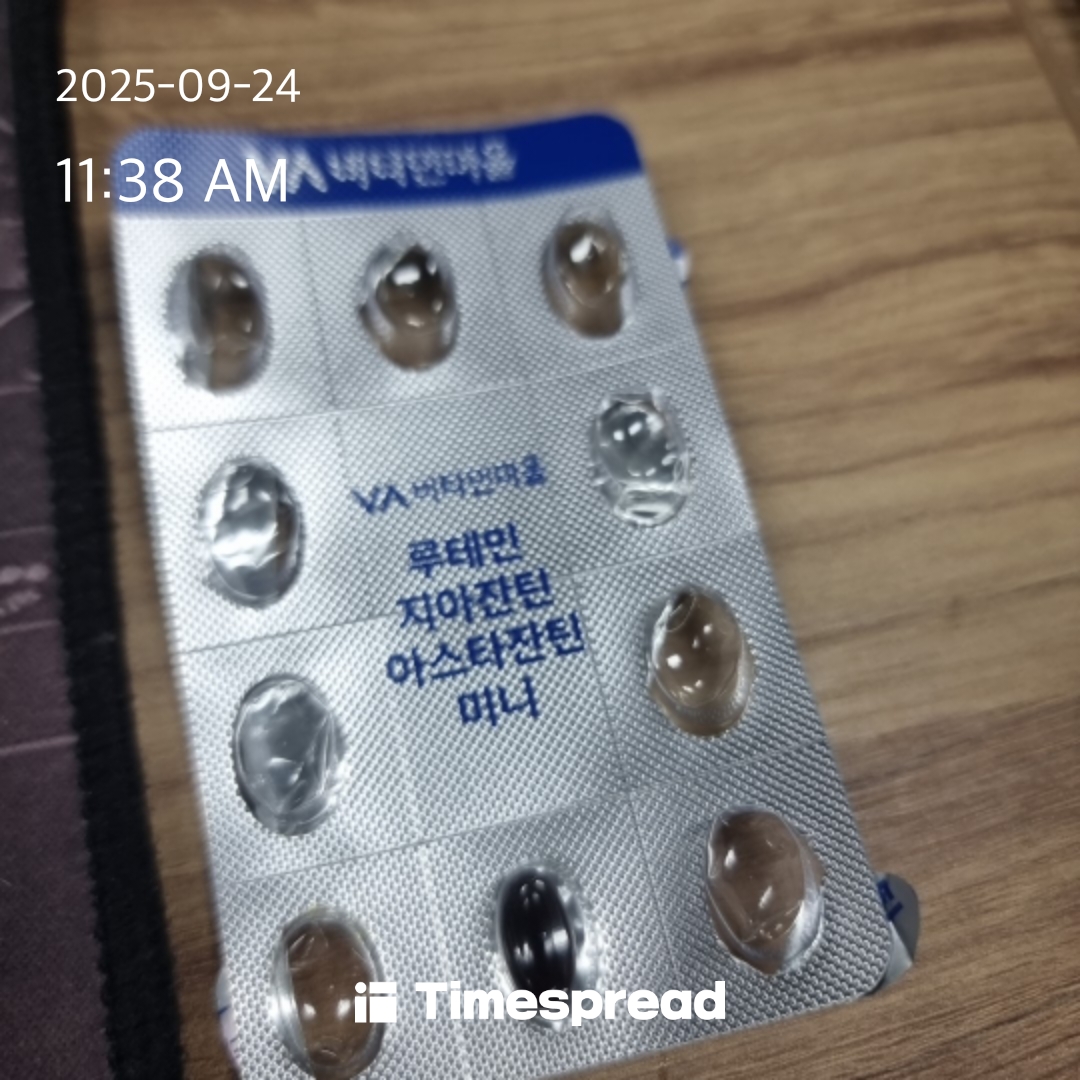 2025-09-24
11:38 AM
VA 비타민마을
VA 비타민마을
루테인
지아잔틴
아스타잔틴
미니
Timespread